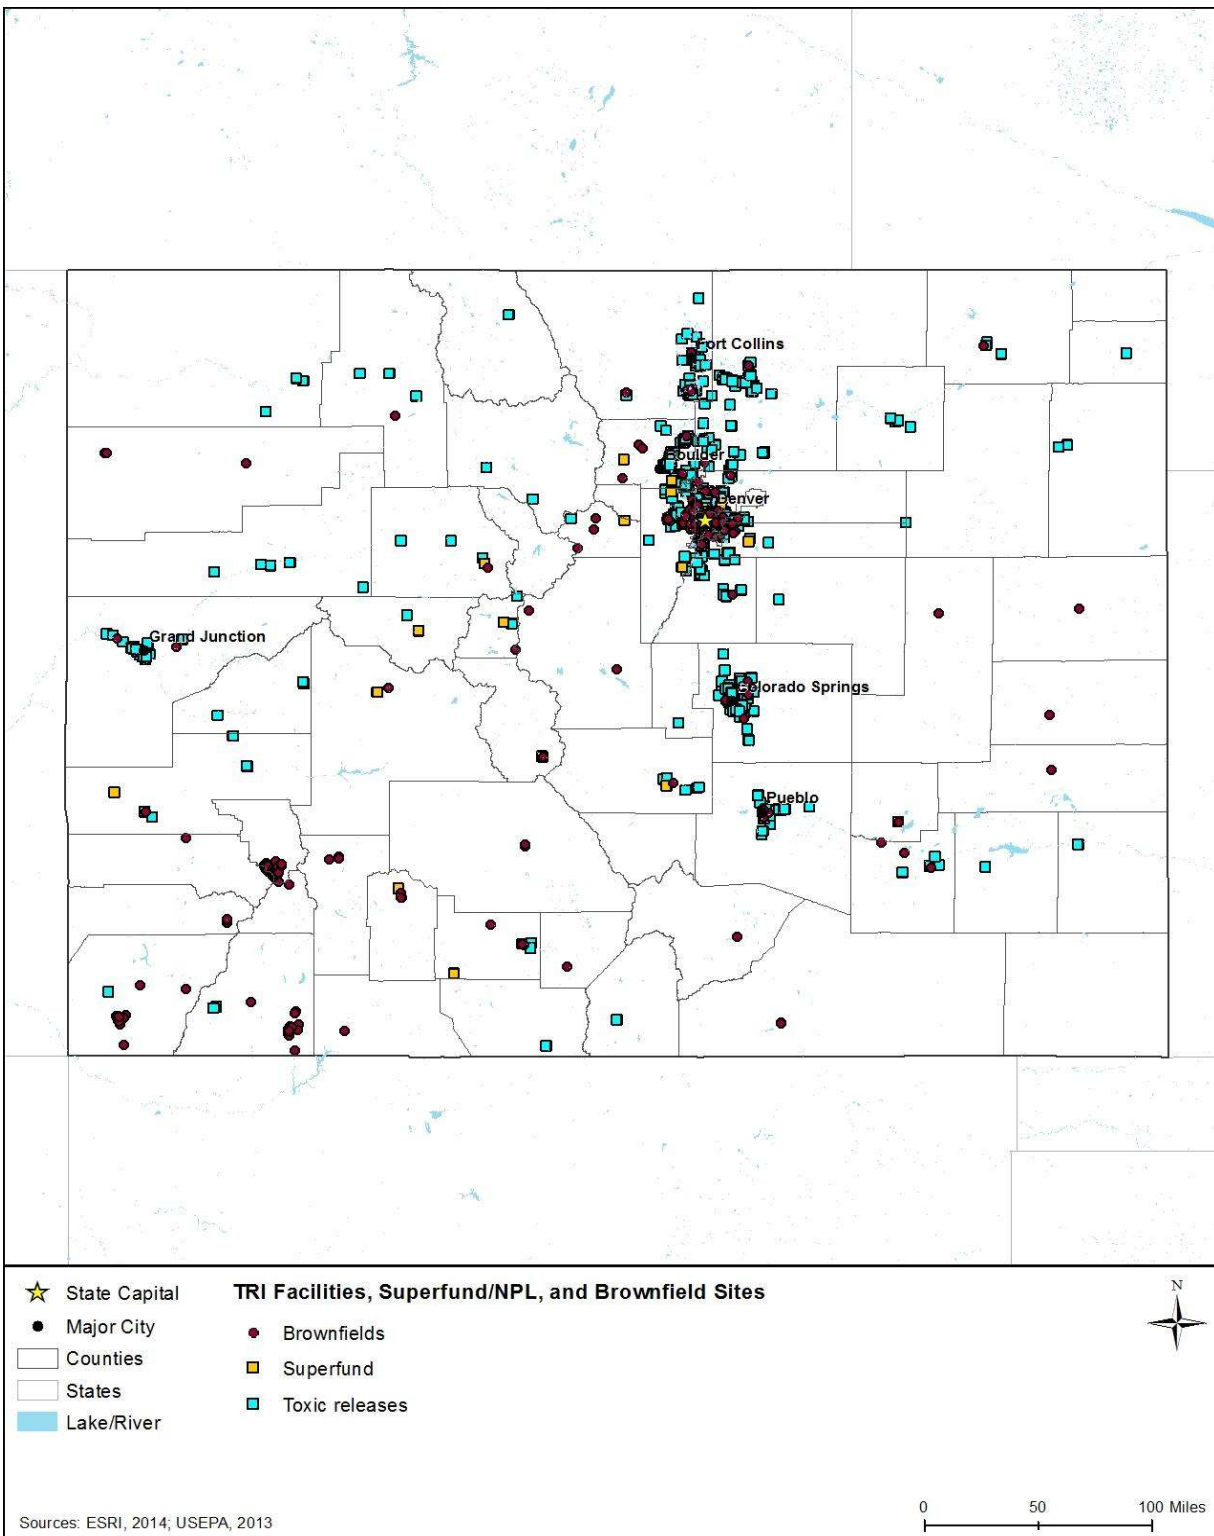 Fort Collins
Boulder
Denver
Grand Junction
Colorado Springs
Pueblo
State Capital
Major City
Counties
States
Lake/River
TRI Facilities, Superfund/NPL, and Brownfield Sites
Brownfields
Superfund
Toxic releases
N
0 50 100 Miles
Sources: ESRI, 2014; USEPA, 2013